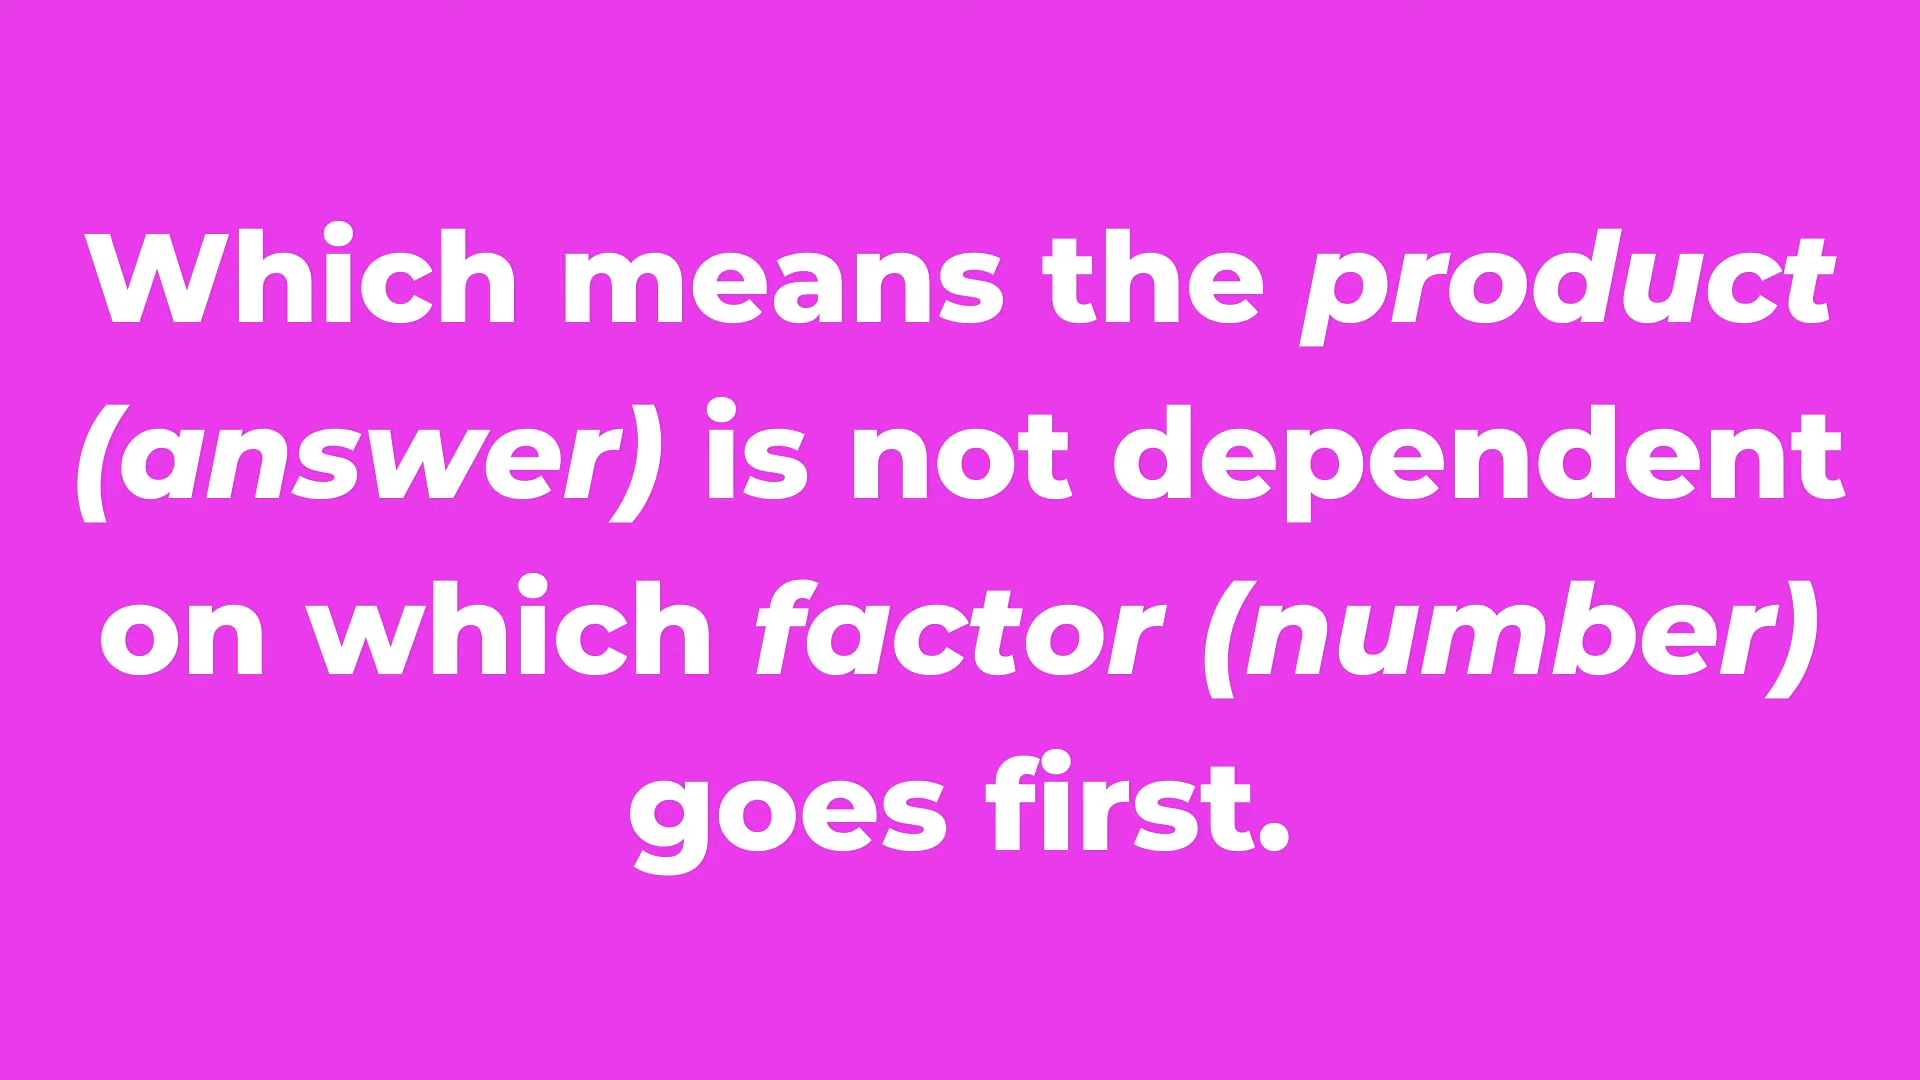 Which means the product
(answer) is not dependent
on which factor (number)
goes first.